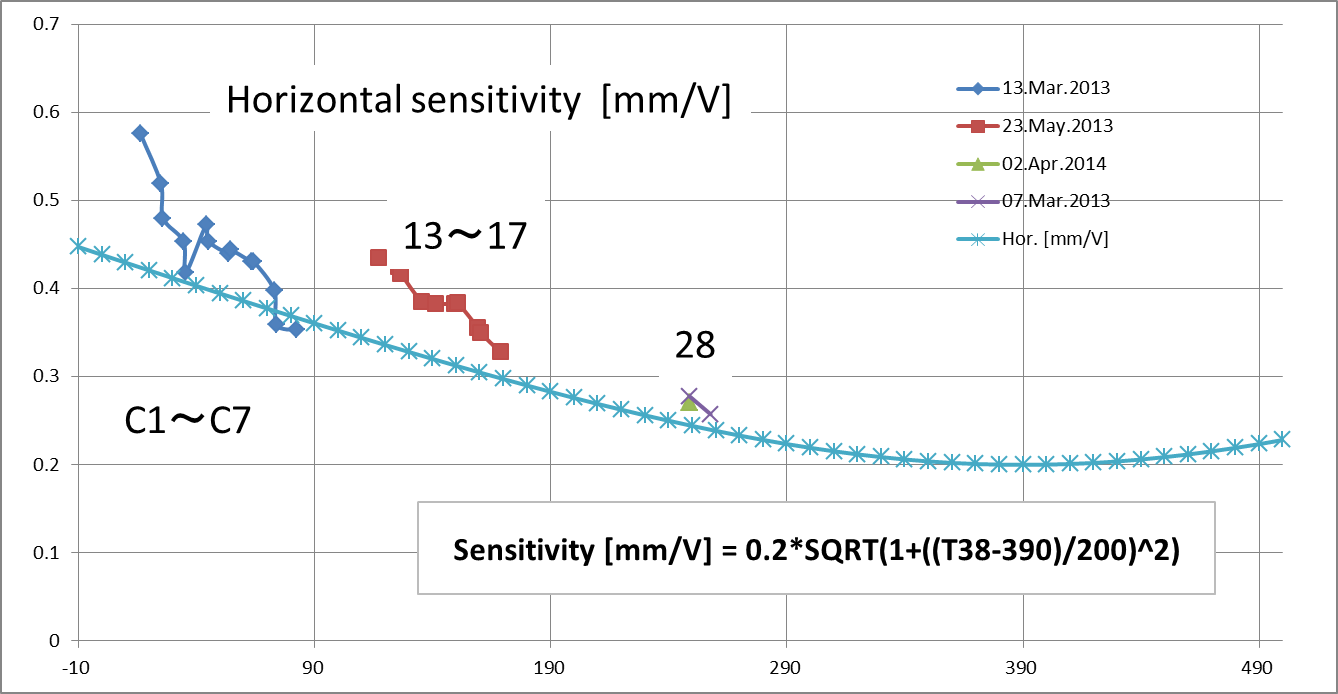 0.7
0.6
0.5
0.4
0.3
0.2
0.1
0
-10
90
190
290
390
490
Horizontal sensitivity [mm/V]
13.Mar.2013
23.May.2013
02.Apr.2014
07.Mar.2013
Hor. [mm/V]
13～17
28
C1～C7
Sensitivity [mm/V] = 0.2*SQRT(1+((T38-390)/200)^2)